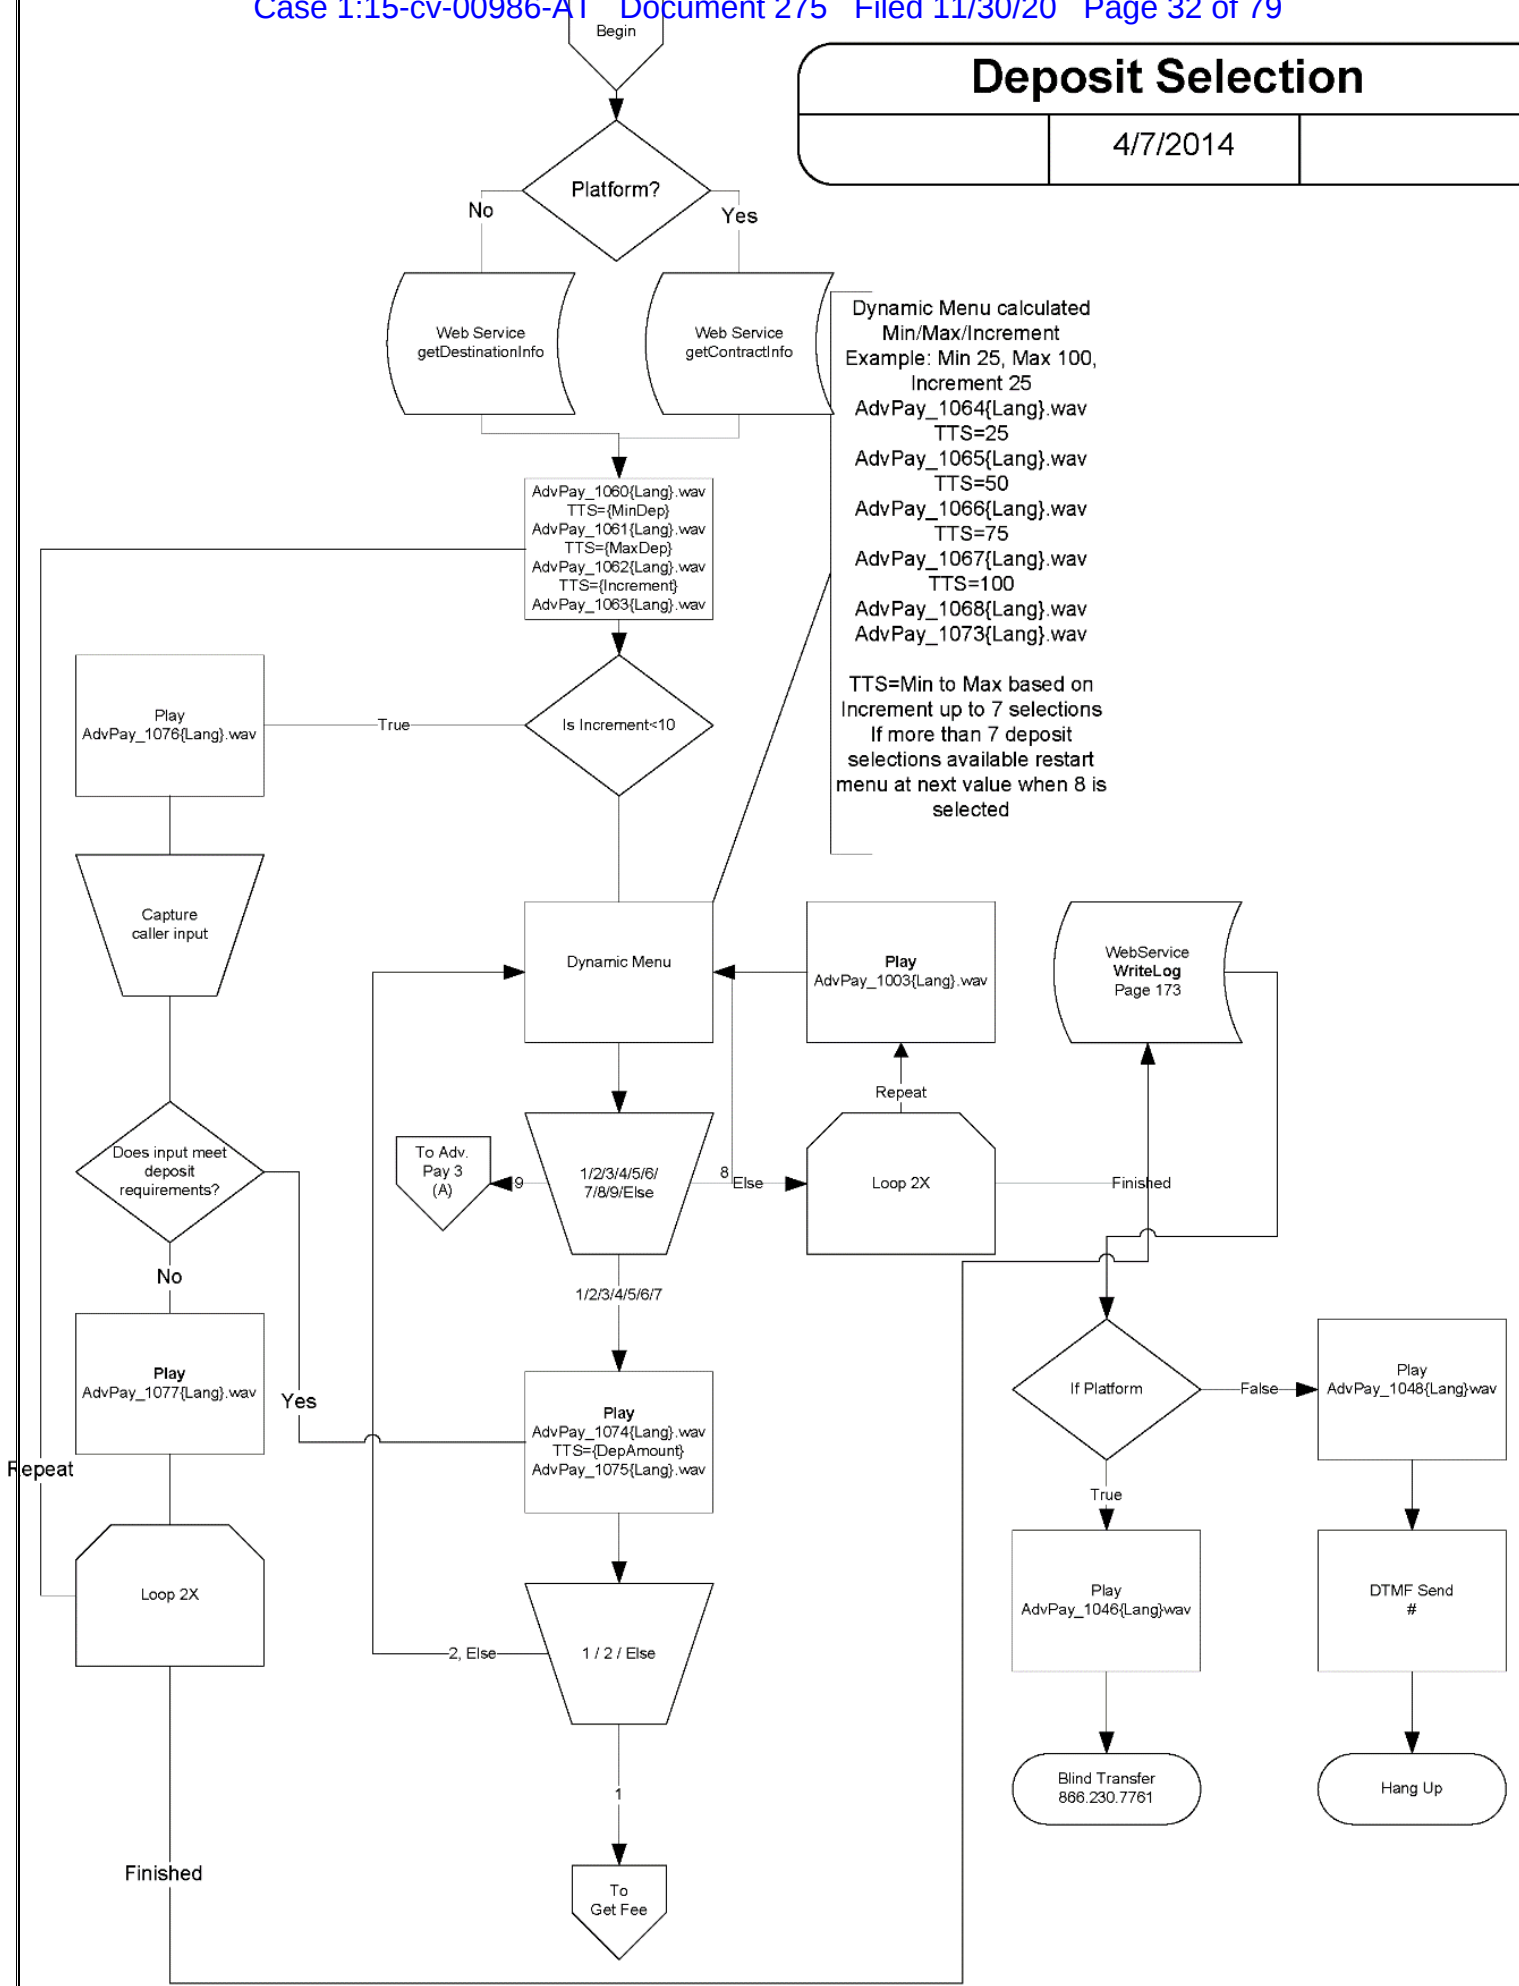 Case 1:15-cv-00986-AT Document 275 Filed 11/30/20 Page 32 of 79
Begin
Deposit Selection
4/7/2014
Platform?
No
Yes
Web Service
getDestinationInfo
Web Service
getContractInfo
Dynamic Menu calculated
Min/Max/Increment
Example: Min 25, Max 100,
Increment 25
AdvPay_1064{Lang}.wav
TTS=25
AdvPay_1065{Lang}.wav
TTS=50
AdvPay_1066{Lang}.wav
TTS=75
AdvPay_1067{Lang}.wav
TTS=100
AdvPay_1068{Lang}.wav
AdvPay_1073{Lang}.wav
TTS=Min to Max based on
Increment up to 7 selections
If more than 7 deposit
selections available restart
menu at next value when 8 is
selected
AdvPay_1060{Lang}.wav
TTS={MinDep}
AdvPay_1061{Lang}.wav
TTS={MaxDep}
AdvPay_1062{Lang}.wav
TTS={Increment}
AdvPay_1063{Lang}.wav
Play
AdvPay_1076{Lang}.wav
True
Is Increment<10
Capture
caller input
Dynamic Menu
Play
AdvPay_1003{Lang}.wav
WebService
WriteLog
Page 173
Repeat
Does input meet
deposit
requirements?
To Adv.
Pay 3
(A)
9
1/2/3/4/5/6/
7/8/9/Else
8
Else
Loop 2X
Finished
No
1/2/3/4/5/6/7
Play
AdvPay_1077{Lang}.wav
Yes
Play
AdvPay_1074{Lang}.wav
TTS={DepAmount}
AdvPay_1075{Lang}.wav
If Platform
False
Play
AdvPay_1048{Lang}wav
Repeat
True
Loop 2X
2, Else
1 / 2 / Else
Play
AdvPay_1046{Lang}wav
DTMF Send
#
1
Blind Transfer
866.230.7761
Hang Up
Finished
To
Get Fee